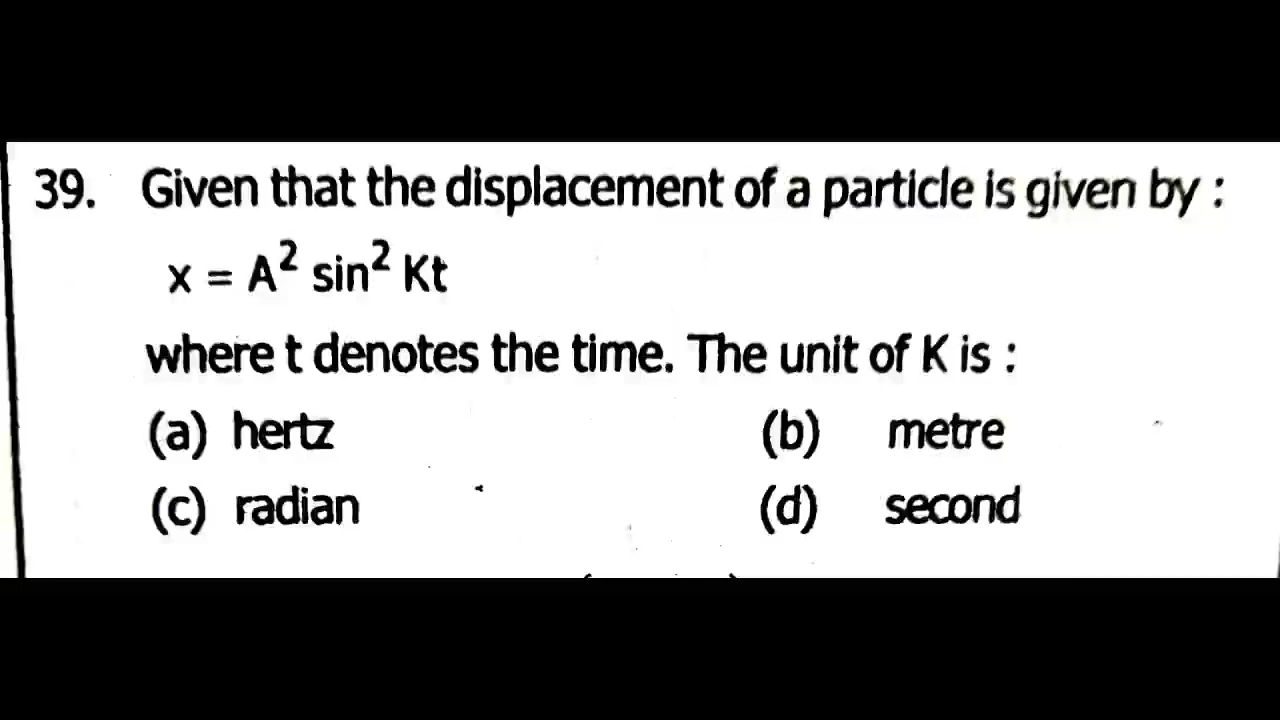 39. Given that the displacement of a particle is given by :
x = A² sin² Kt
where t denotes the time. The unit of K is :
(a) hertz (b) metre
(c) radian (d) second